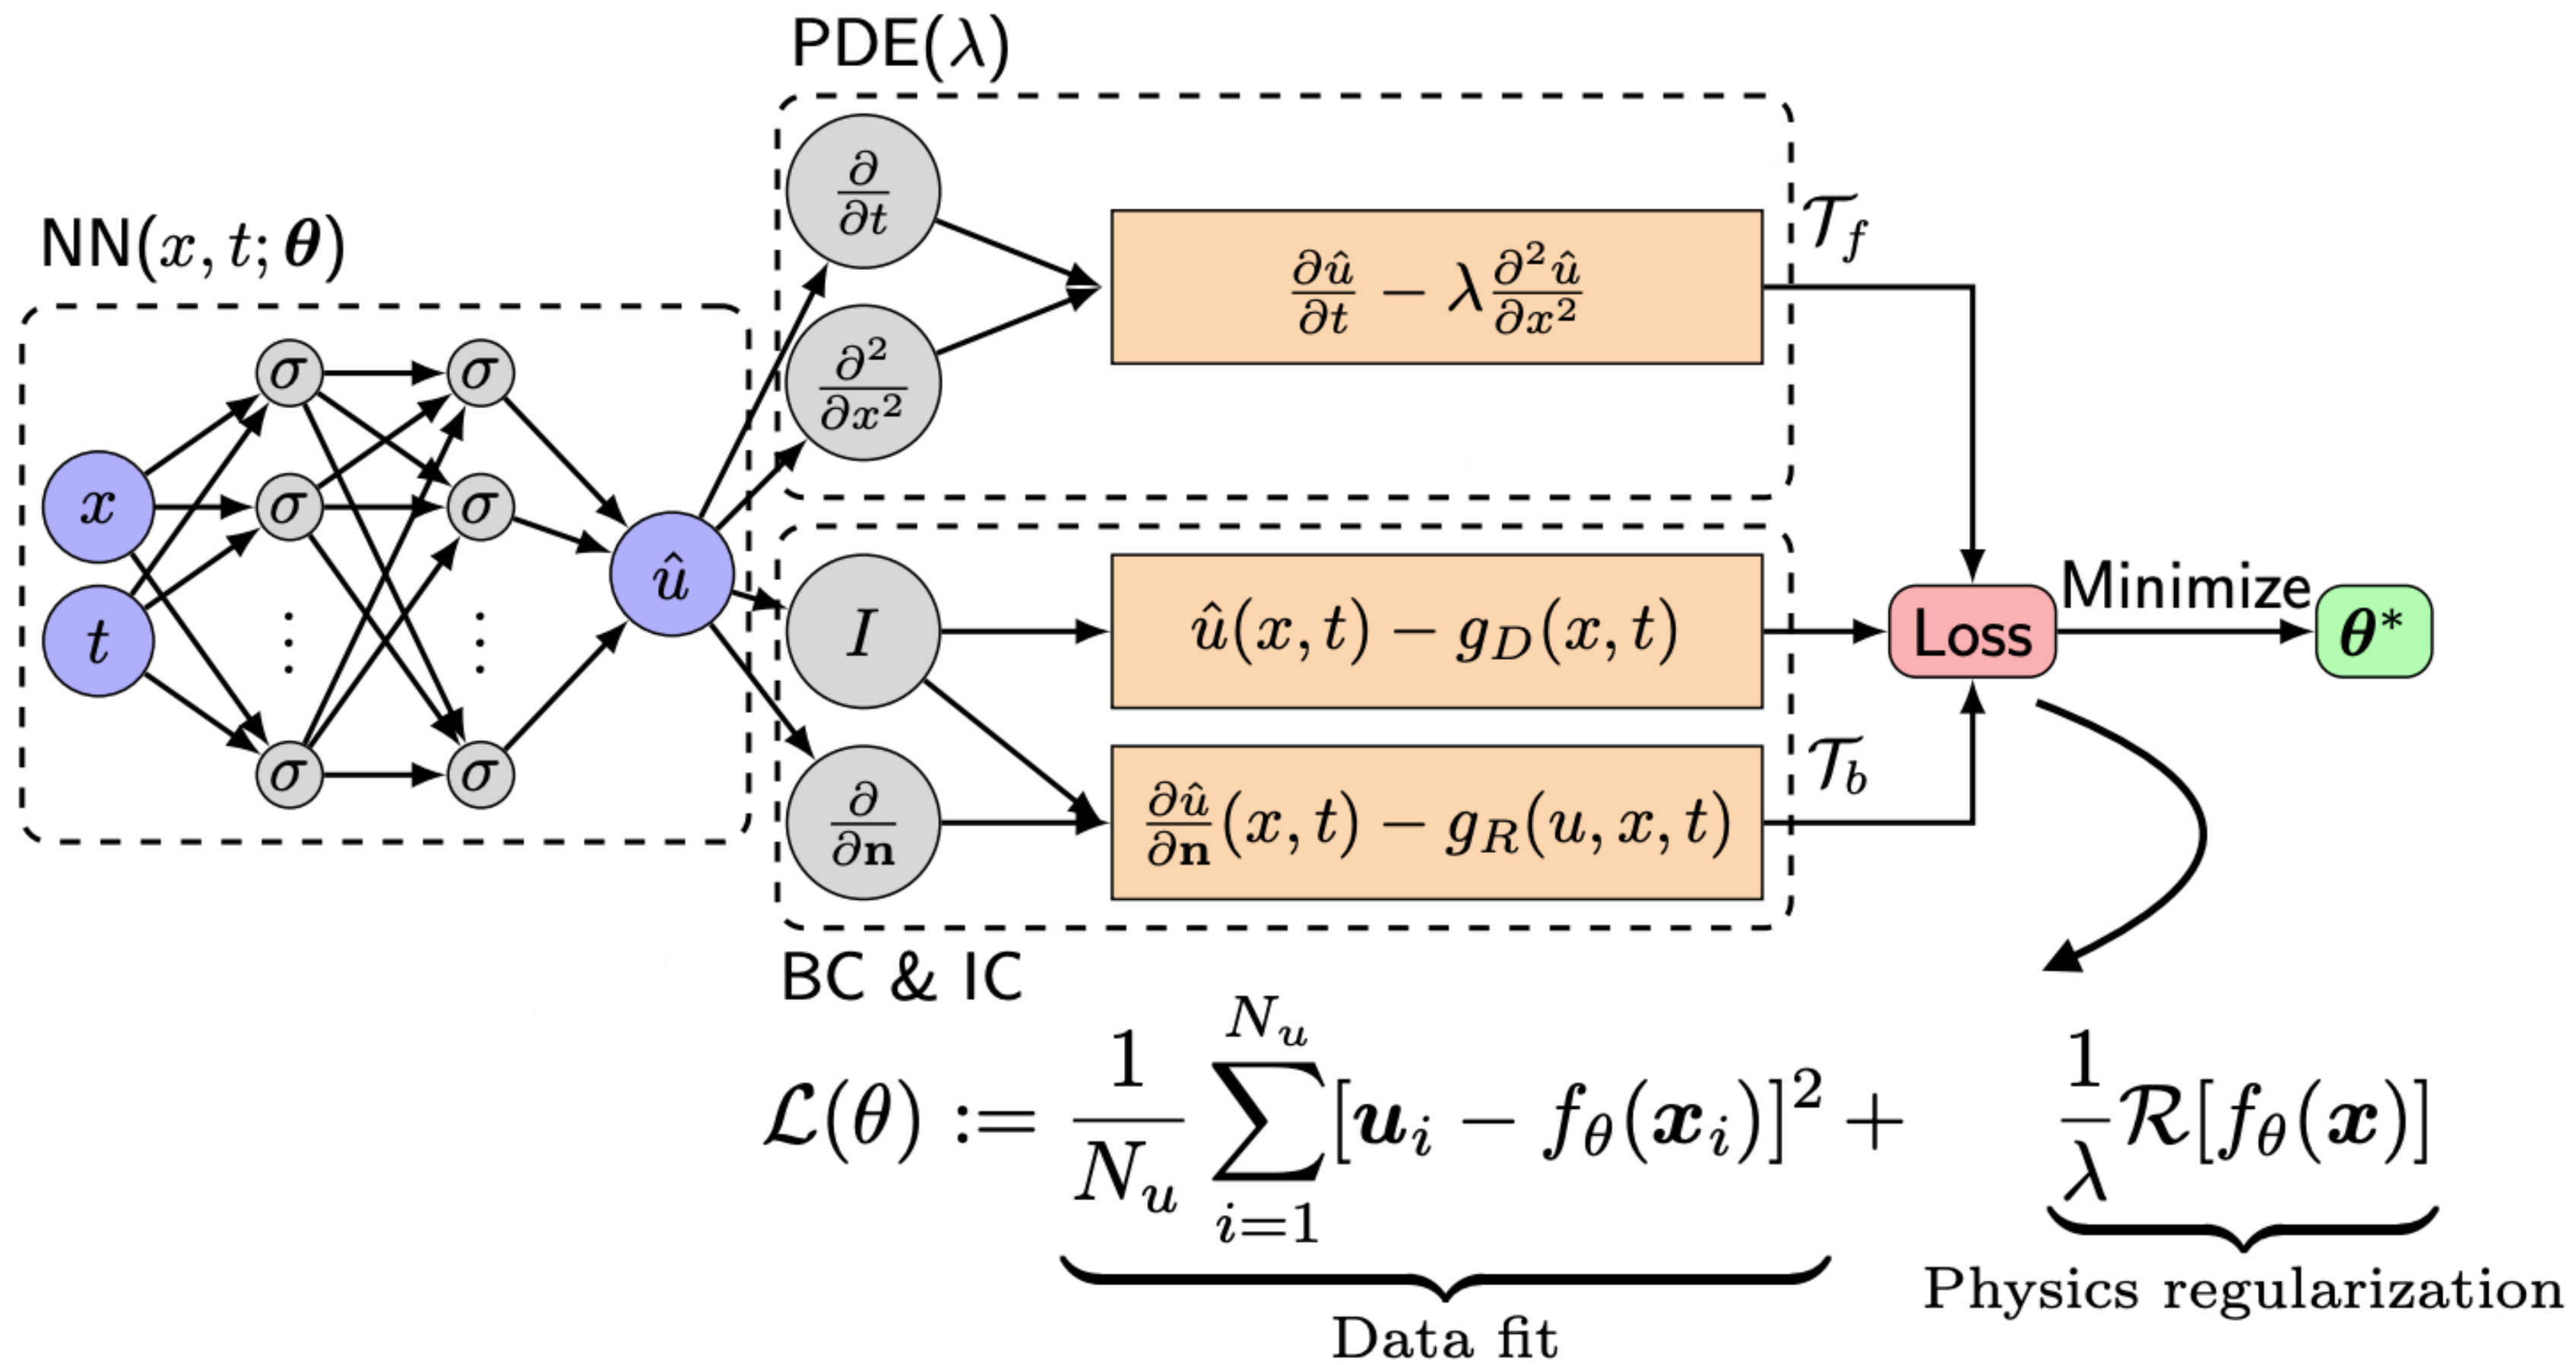 PDE(λ)
NN(x, t; θ)
∂/∂t
∂²/∂x²
∂û/∂t − λ ∂²û/∂x²
𝒯_f
x
t
σ
σ
σ
σ
σ
σ
⋮
⋮
û
I
∂/∂n
û(x, t) − g_D(x, t)
∂û/∂n (x, t) − g_R(u, x, t)
𝒯_b
Loss
Minimize
θ*
BC & IC
ℒ(θ) := 1/N_u ∑_{i=1}^{N_u} [u_i − f_θ(x_i)]² + 1/λ ℛ[f_θ(x)]
Data fit
Physics regularization